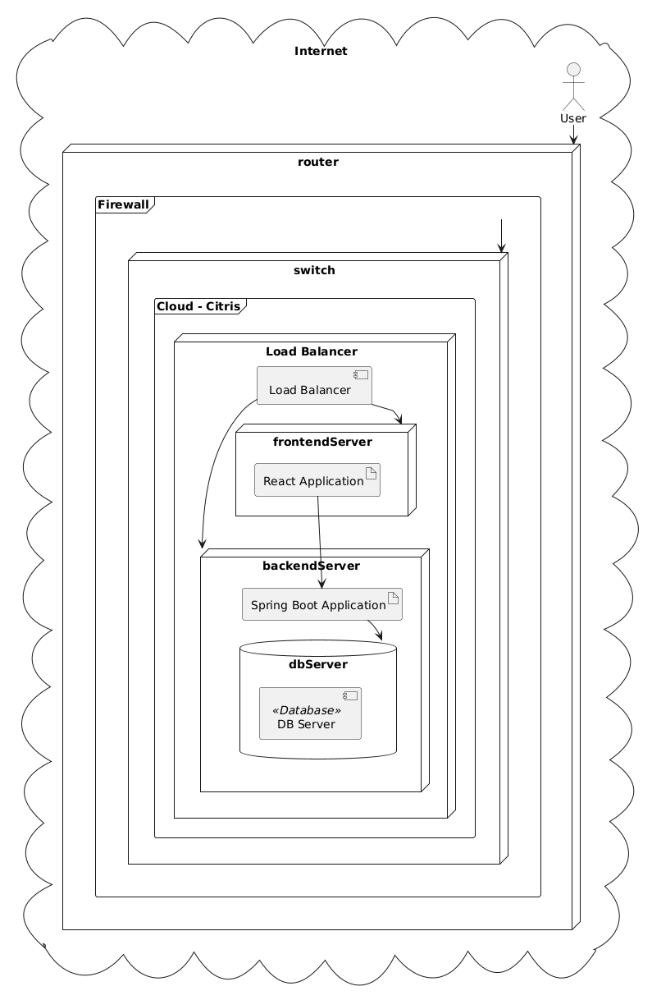 Internet
User
router
Firewall
switch
Cloud - Citris
Load Balancer
Load Balancer
frontendServer
React Application
backendServer
Spring Boot Application
dbServer
«Database»
DB Server